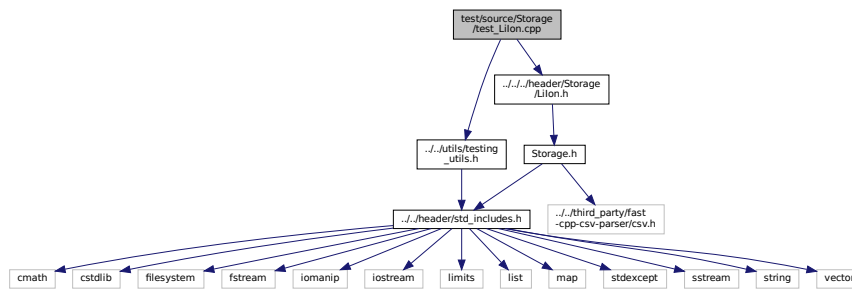 test/source/Storage
/test_LiIon.cpp
../../../header/Storage
/LiIon.h
../../utils/testing
_utils.h
Storage.h
../../header/std_includes.h
../../third_party/fast
-cpp-csv-parser/csv.h
cmath
cstdlib
filesystem
fstream
iomanip
iostream
limits
list
map
stdexcept
sstream
string
vector